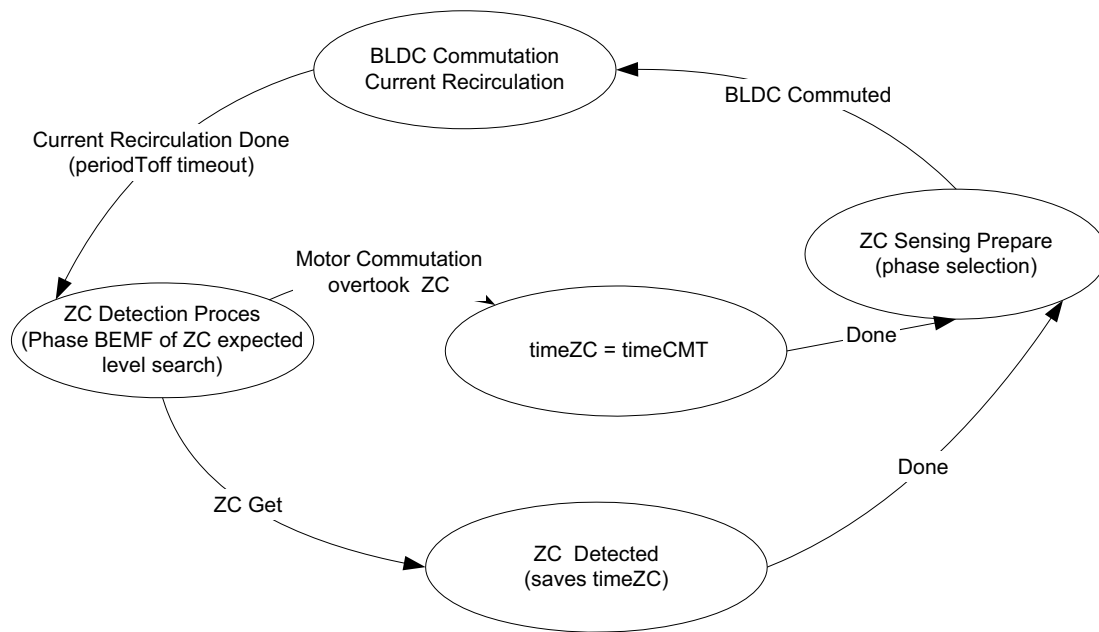 BLDC Commutation
Current Recirculation
BLDC Commuted
Current Recirculation Done
(periodToff timeout)
ZC Sensing Prepare
(phase selection)
Motor Commutation
overtook ZC
ZC Detection Proces
(Phase BEMF of ZC expected
level search)
timeZC = timeCMT
Done
Done
ZC Get
ZC Detected
(saves timeZC)